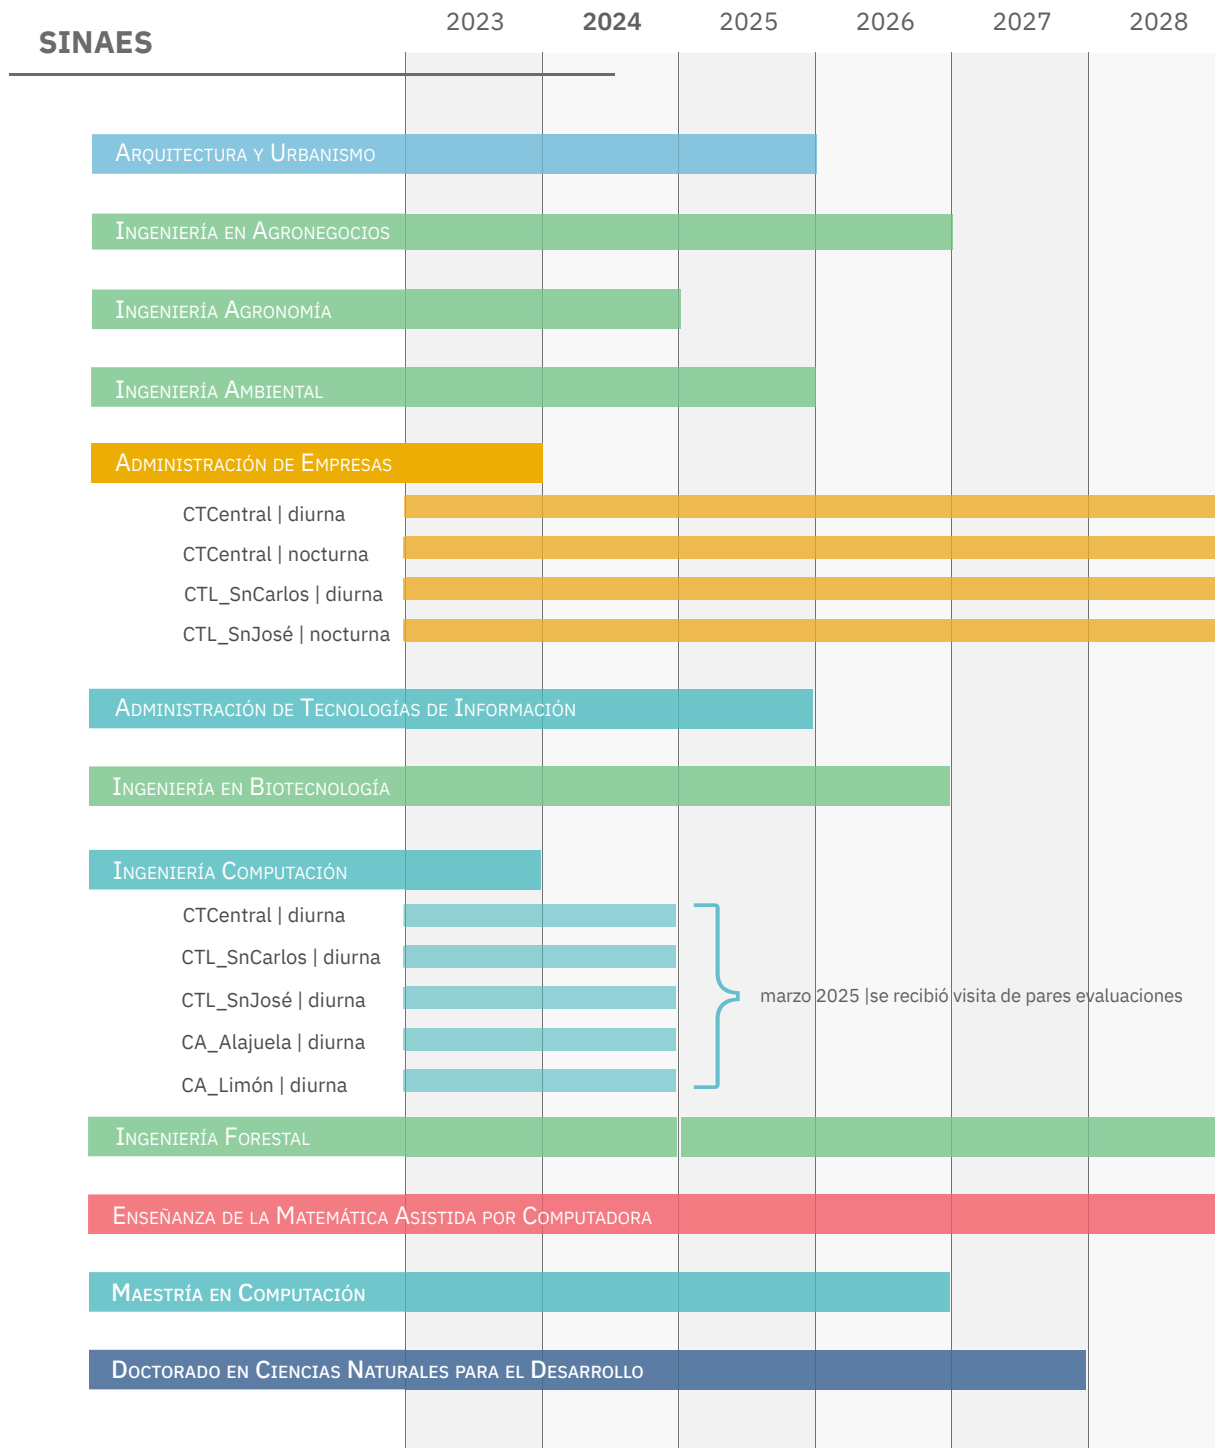 2023 2024 2025 2026 2027 2028
SINAES
Arquitectura y Urbanismo
Ingeniería en Agronegocios
Ingeniería Agronomía
Ingeniería Ambiental
Administración de Empresas
CTCentral | diurna
CTCentral | nocturna
CTL_SnCarlos | diurna
CTL_SnJosé | nocturna
Administración de Tecnologías de Información
Ingeniería en Biotecnología
Ingeniería Computación
CTCentral | diurna
CTL_SnCarlos | diurna
CTL_SnJosé | diurna
marzo 2025 |se recibió visita de pares evaluaciones
CA_Alajuela | diurna
CA_Limón | diurna
Ingeniería Forestal
Enseñanza de la Matemática Asistida por Computadora
Maestría en Computación
Doctorado en Ciencias Naturales para el Desarrollo